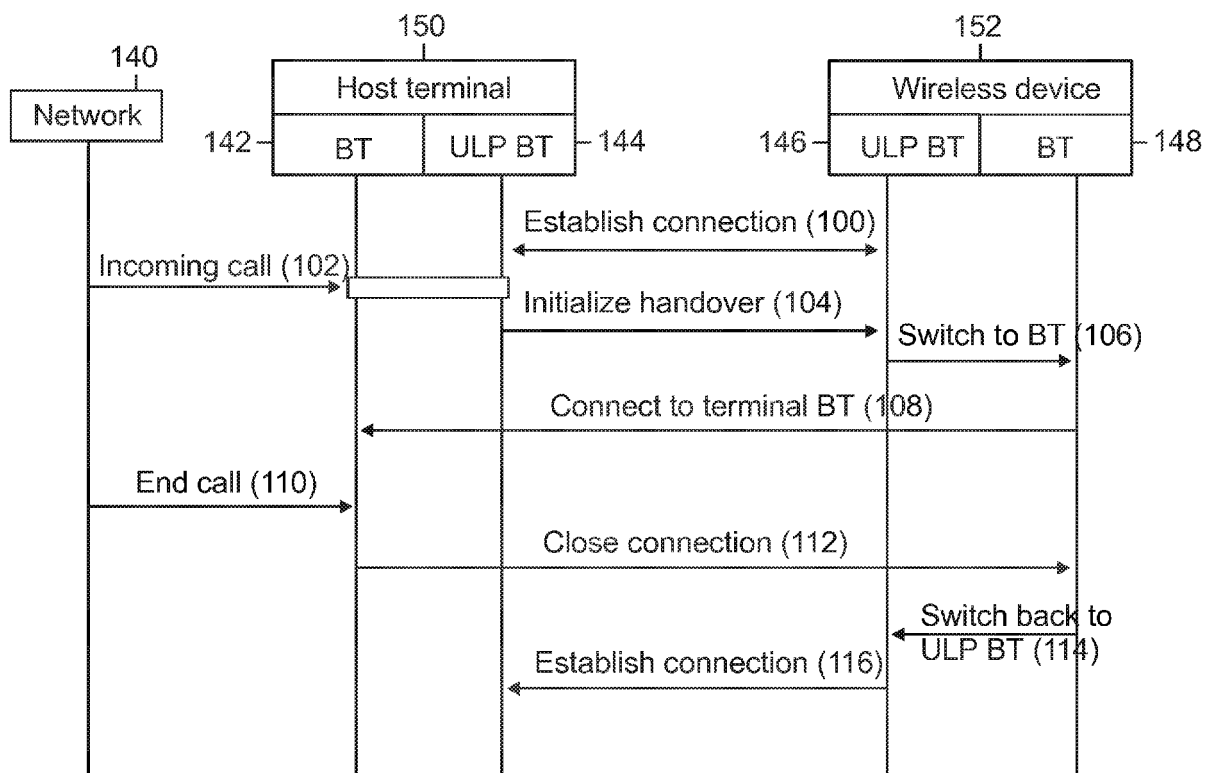 150
152
140
Host terminal
Wireless device
Network
142
BT
ULP BT
144
146
ULP BT
BT
148
Establish connection (100)
Incoming call (102)
Initialize handover (104)
Switch to BT (106)
Connect to terminal BT (108)
End call (110)
Close connection (112)
Switch back to
ULP BT (114)
Establish connection (116)